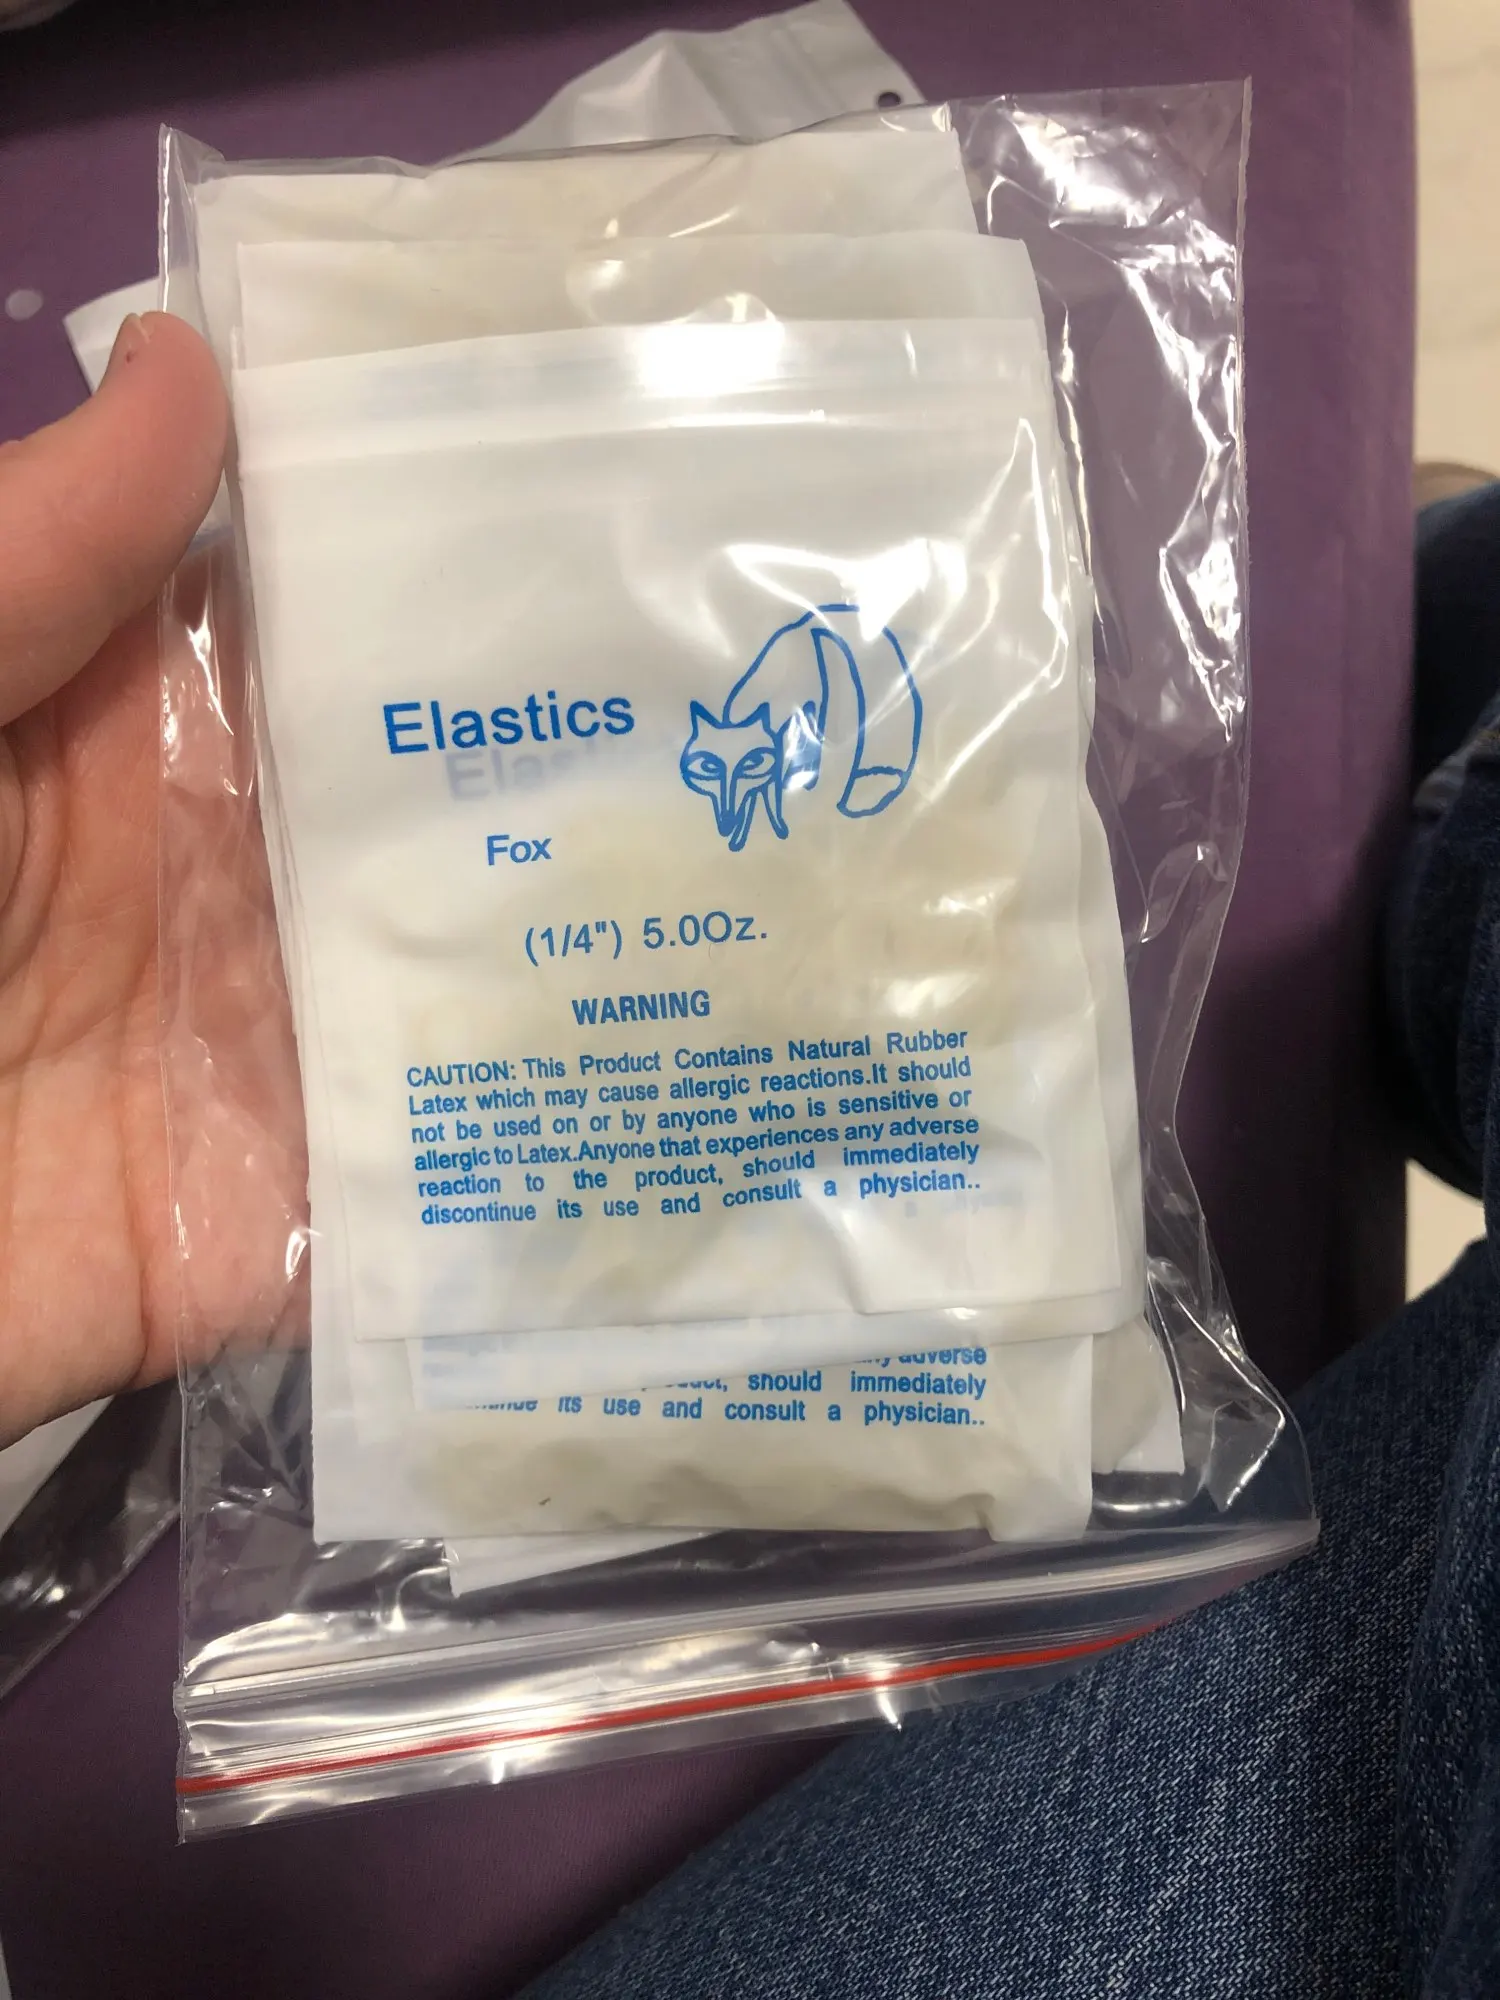 Elastics
Elas
Fox
(1/4") 5.0Oz.
WARNING
CAUTION: This Product Contains Natural Rubber
Latex which may cause allergic reactions.It should
not be used on or by anyone who is sensitive or
allergic to Latex.Anyone that experiences any adverse
reaction to the product, should immediately
discontinue its use and consult a physician..
adverse
should immediately
its use and consult a physician..